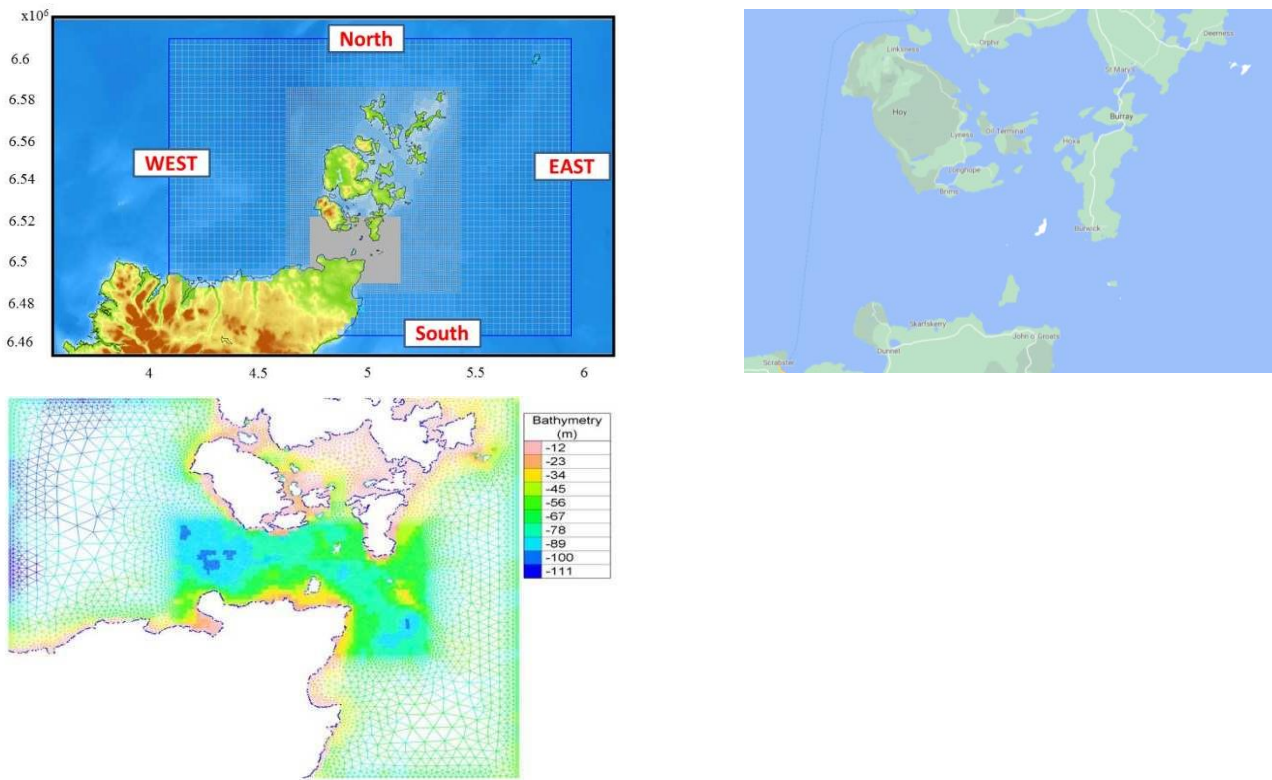 x10⁶
6.6
6.58
6.56
6.54
6.52
6.5
6.48
6.46
North
WEST
EAST
South
4
4.5
5
5.5
6
Linksness
Orphir
Deerness
St Mary's
Hoy
Burray
Lyness
Oil Terminal
Hoxa
Longhope
Brims
Burwick
Skarfskerry
John o' Groats
Dunnet
Scrabster
Bathymetry
(m)
-12
-23
-34
-45
-56
-67
-78
-89
-100
-111